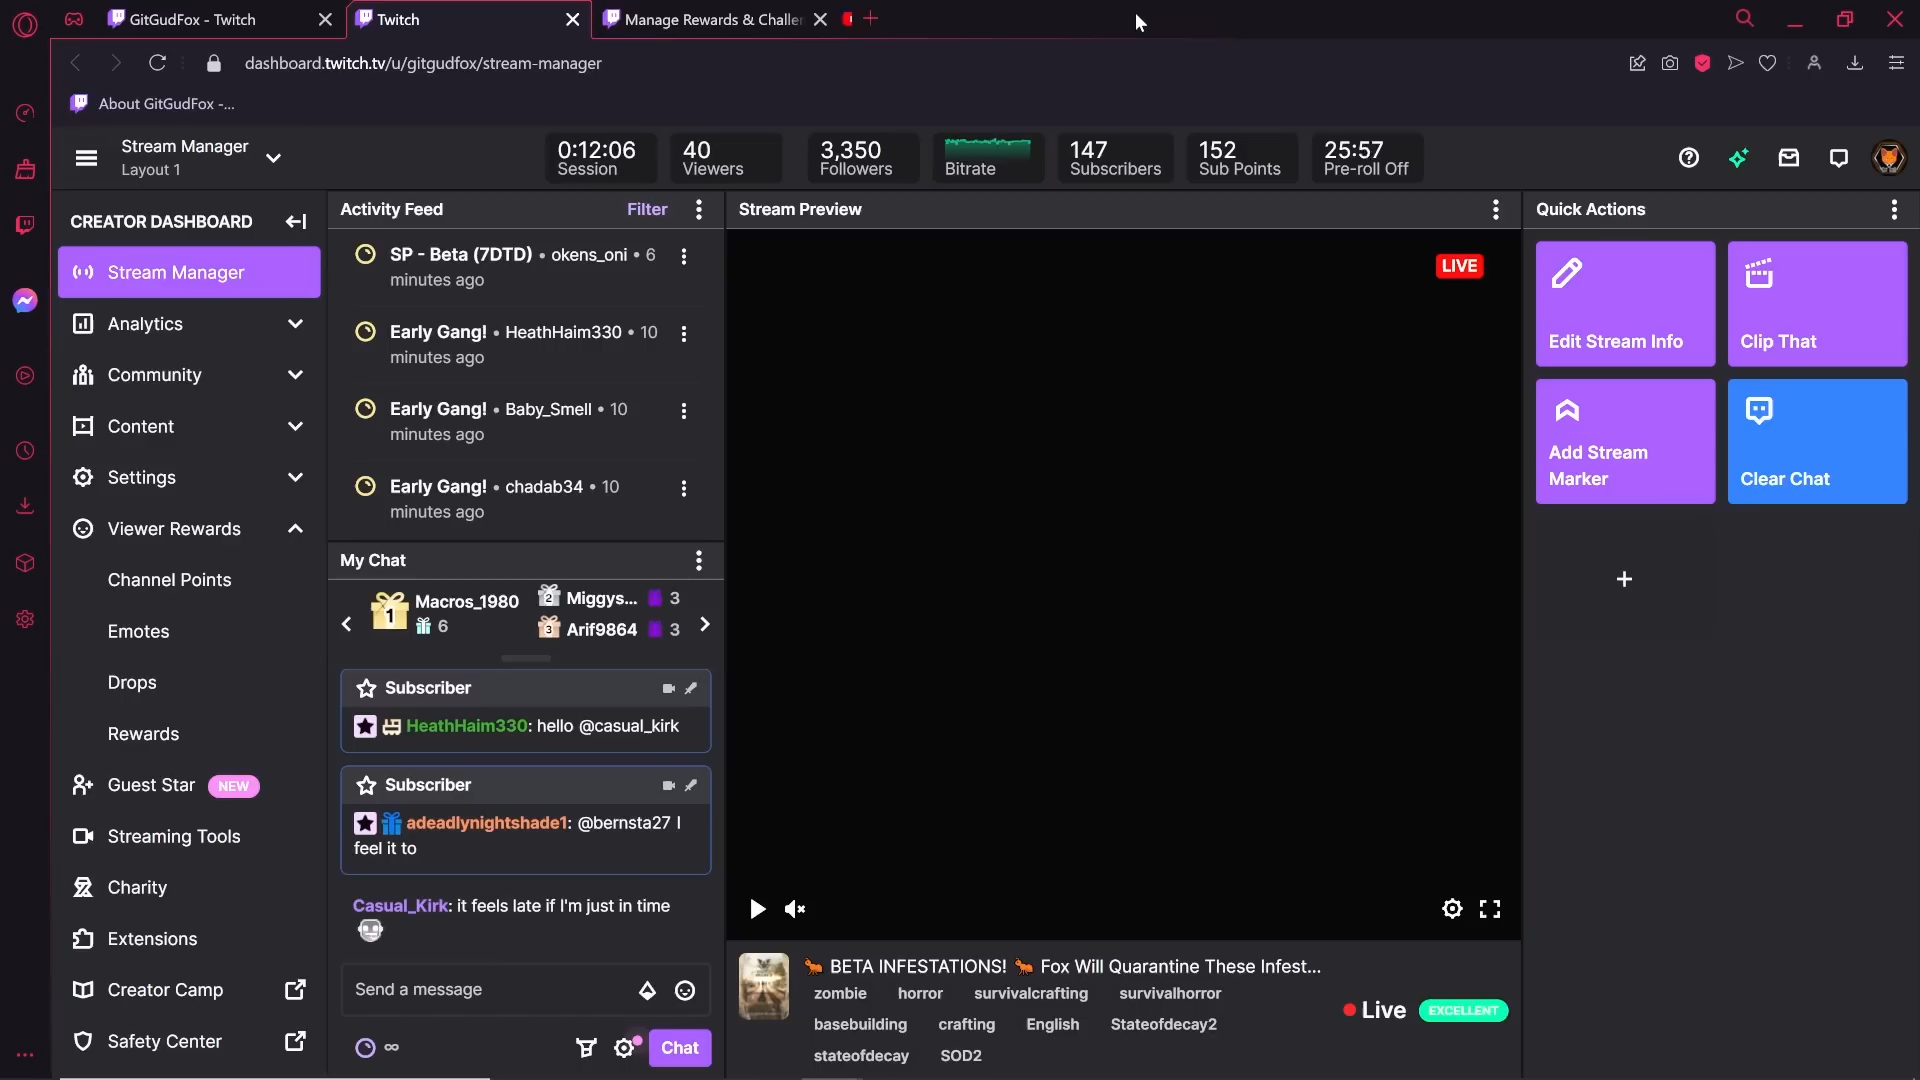 GitGudFox - Twitch
Twitch
Manage Rewards & Challe
dashboard.twitch.tv/u/gitgudfox/stream-manager
About GitGudFox -...
Stream Manager
Layout 1
0:12:06
Session
40
Viewers
3,350
Followers
Bitrate
147
Subscribers
152
Sub Points
25:57
Pre-roll Off
CREATOR DASHBOARD
Stream Manager
Analytics
Community
Content
Settings
Viewer Rewards
Channel Points
Emotes
Drops
Rewards
Guest Star NEW
Streaming Tools
Charity
Extensions
Creator Camp
Safety Center
Activity Feed
Filter
SP - Beta (7DTD) • okens_oni • 6
minutes ago
Early Gang! • HeathHaim330 • 10
minutes ago
Early Gang! • Baby_Smell • 10
minutes ago
Early Gang! • chadab34 • 10
minutes ago
My Chat
1 Macros_1980
6
2 Miggys... 3
3 Arif9864 3
Subscriber
HeathHaim330: hello @casual_kirk
Subscriber
adeadlynightshade1: @bernsta27 I
feel it to
Casual_Kirk: it feels late if I'm just in time
Send a message
∞
Chat
Stream Preview
LIVE
BETA INFESTATIONS! Fox Will Quarantine These Infest...
zombie horror survivalcrafting survivalhorror
basebuilding crafting English Stateofdecay2
stateofdecay SOD2
Live EXCELLENT
Quick Actions
Edit Stream Info
Clip That
Add Stream
Marker
Clear Chat
+